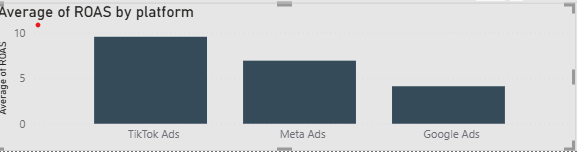 Average of ROAS by platform
Average of ROAS
10
5
0
TikTok Ads
Meta Ads
Google Ads